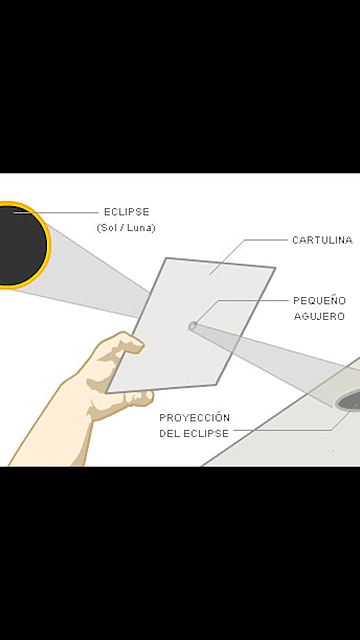 ECLIPSE
(Sol / Luna)
CARTULINA
PEQUEÑO
AGUJERO
PROYECCIÓN
DEL ECLIPSE